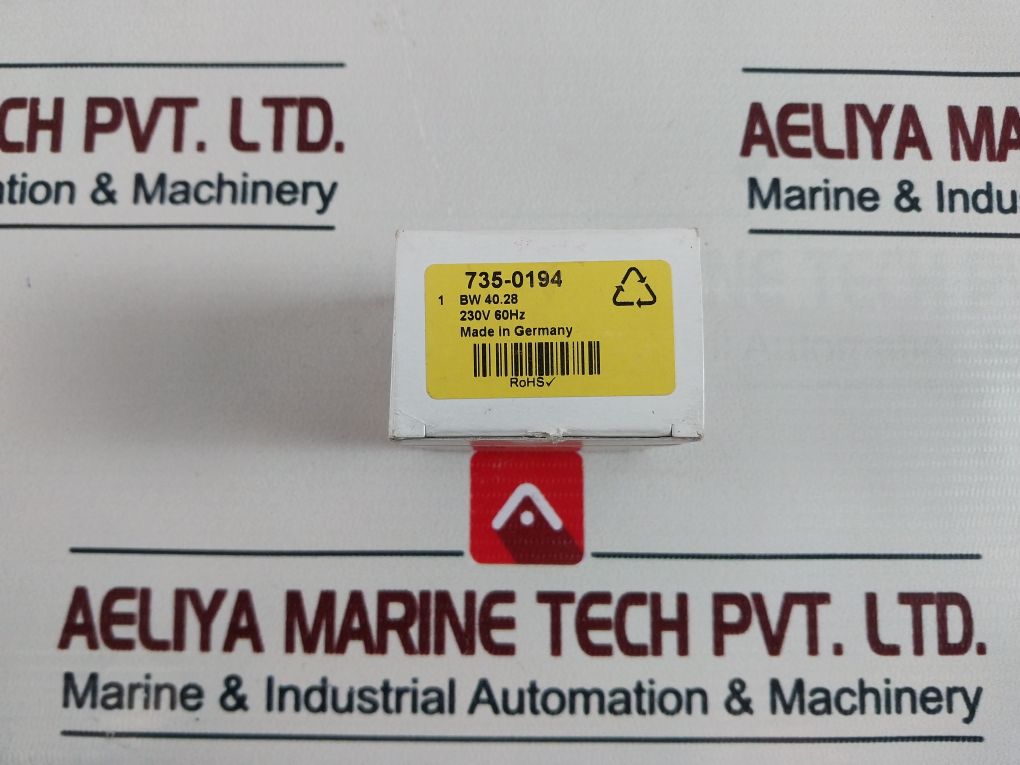 CH PVT. LTD.
ation & Machinery
AELIYA MA
Marine & Indu
735-0194
1 BW 40.28
230V 60Hz
Made in Germany
RoHS✓
AELIYA MARINE TECH PVT. LTD.
Marine & Industrial Automation & Machinery